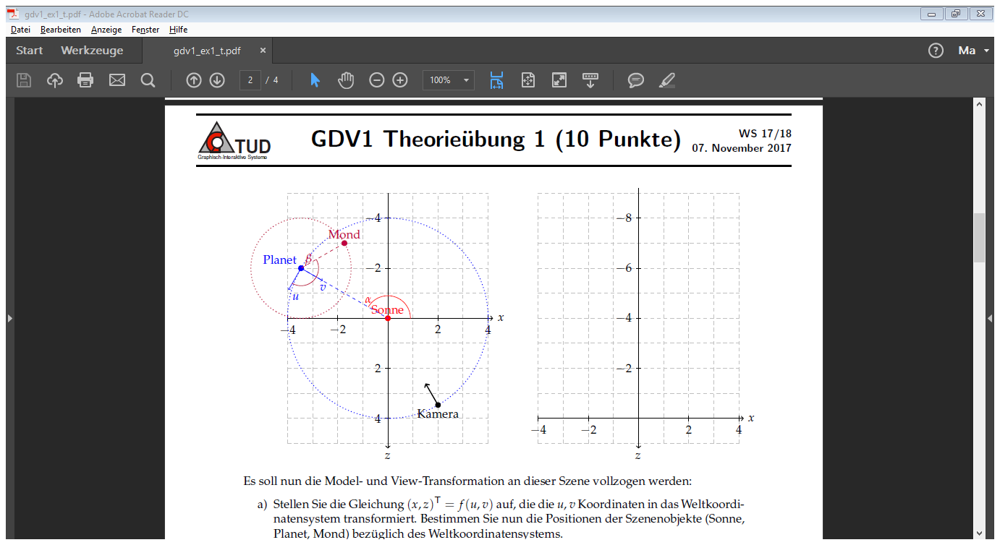 gdv1_ex1_t.pdf - Adobe Acrobat Reader DC
Datei Bearbeiten Anzeige Fenster Hilfe
Start Werkzeuge gdv1_ex1_t.pdf × ? Ma
2 / 4 100%
TUD
Graphisch-Interaktive Systeme
GDV1 Theorieübung 1 (10 Punkte)
WS 17/18
07. November 2017
−4
Mond
Planet
β
−2
v
u
α
Sonne
x
−4 −2 2 4
2
Kamera
4
z
−8
−6
−4
−2
x
−4 −2 2 4
z
Es soll nun die Model- und View-Transformation an dieser Szene vollzogen werden:
a) Stellen Sie die Gleichung (x, z)ᵀ = f(u, v) auf, die die u, v Koordinaten in das Weltkoordi-
natensystem transformiert. Bestimmen Sie nun die Positionen der Szenenobjekte (Sonne,
Planet, Mond) bezüglich des Weltkoordinatensystems.